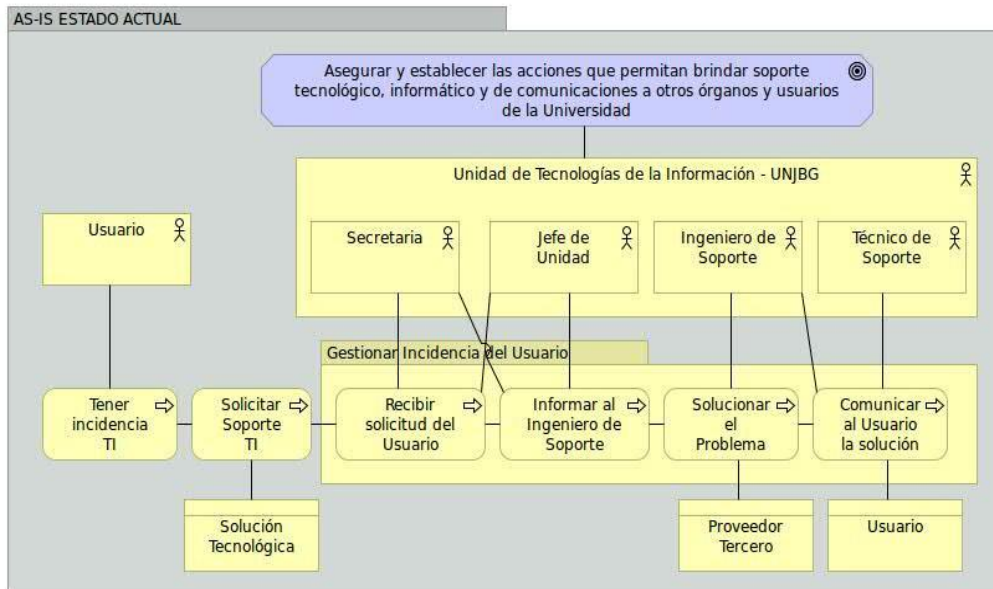 AS-IS ESTADO ACTUAL
Asegurar y establecer las acciones que permitan brindar soporte
tecnológico, informático y de comunicaciones a otros órganos y usuarios
de la Universidad
Unidad de Tecnologías de la Información - UNJBG
Usuario
Secretaria
Jefe de
Unidad
Ingeniero de
Soporte
Técnico de
Soporte
Gestionar Incidencia del Usuario
Tener
incidencia
TI
Solicitar
Soporte
TI
Recibir
solicitud del
Usuario
Informar al
Ingeniero de
Soporte
Solucionar
el
Problema
Comunicar
al Usuario
la solución
Solución
Tecnológica
Proveedor
Tercero
Usuario